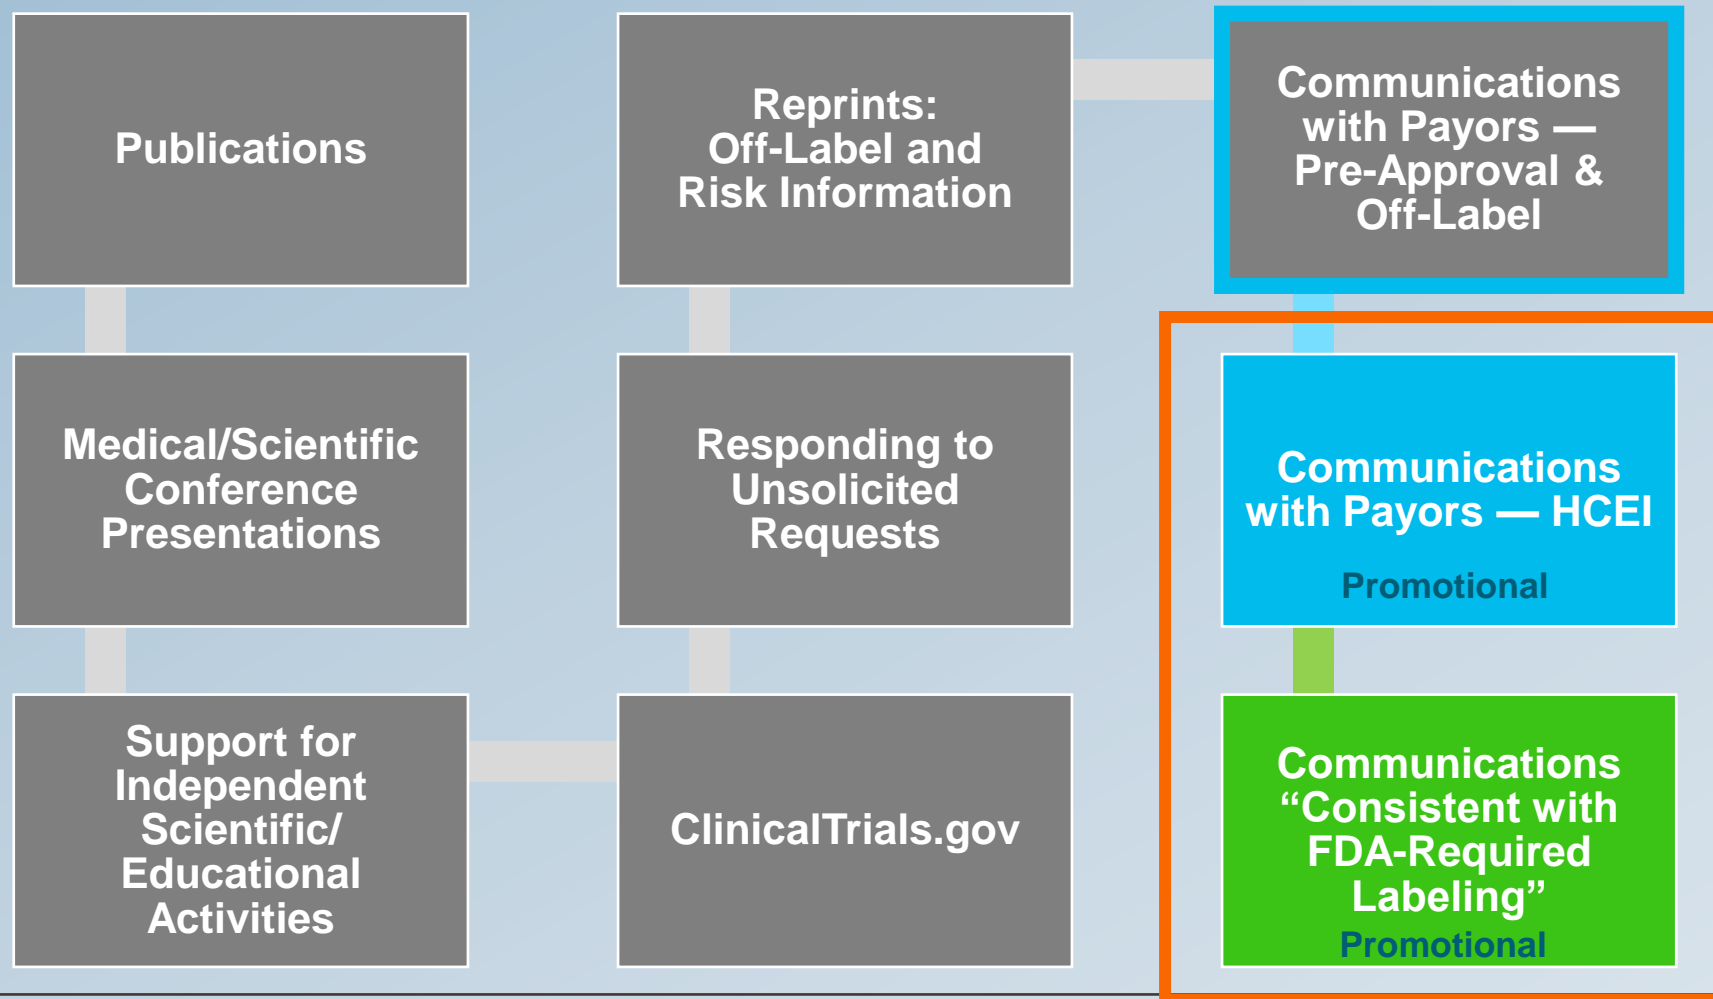 Publications
Medical/Scientific
Conference
Presentations
Support for
Independent
Scientific/
Educational
Activities
ClinicalTrials.gov
Responding to
Unsolicited
Requests
Reprints:
Off-Label and
Risk Information
Communications
with Payors —
Pre-Approval &
Off-Label
Communications
with Payors — HCEI
Promotional
Communications
“Consistent with
FDA-Required
Labeling”
Promotional